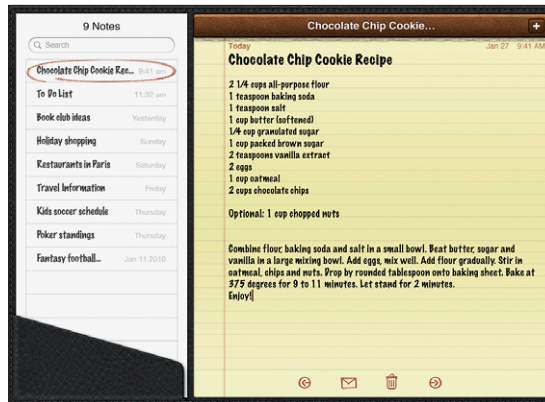 9 Notes
Search
Chocolate Chip Cookie Rec... 9:41 am
To Do List 11:32 am
Book club ideas Yesterday
Holiday shopping Sunday
Restaurants in Paris Saturday
Travel Information Friday
Kids soccer schedule Thursday
Poker standings Thursday
Fantasy football... Jan 11 2010
Chocolate Chip Cookie...
+
Today Jan 27 9:41 AM
Chocolate Chip Cookie Recipe
2 1/4 cups all-purpose flour
1 teaspoon baking soda
1 teaspoon salt
1 cup butter (softened)
1/4 cup granulated sugar
1 cup packed brown sugar
2 teaspoons vanilla extract
2 eggs
1 cup oatmeal
2 cups chocolate chips
Optional: 1 cup chopped nuts
Combine flour, baking soda and salt in a small bowl. Beat butter, sugar and
vanilla in a large mixing bowl. Add eggs, mix well. Add flour gradually. Stir in
oatmeal, chips and nuts. Drop by rounded tablespoon onto baking sheet. Bake at
375 degrees for 9 to 11 minutes. Let stand for 2 minutes.
Enjoy!